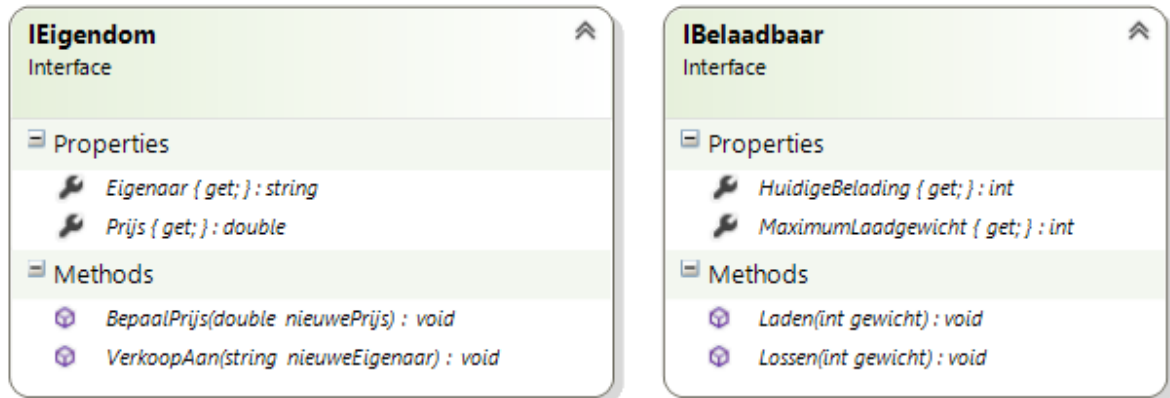 IEigendom
Interface
Properties
Eigenaar { get; } : string
Prijs { get; } : double
Methods
BepaalPrijs(double nieuwePrijs) : void
VerkoopAan(string nieuweEigenaar) : void
IBelaadbaar
Interface
Properties
HuidigeBelading { get; } : int
MaximumLaadgewicht { get; } : int
Methods
Laden(int gewicht) : void
Lossen(int gewicht) : void